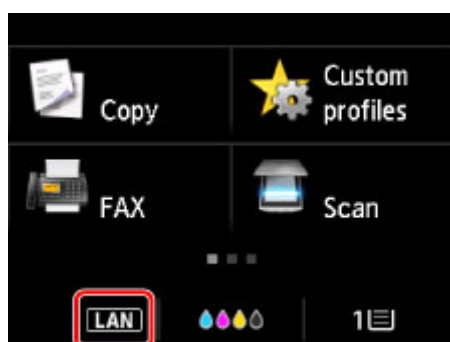 Copy
Custom
profiles
FAX
Scan
LAN
1